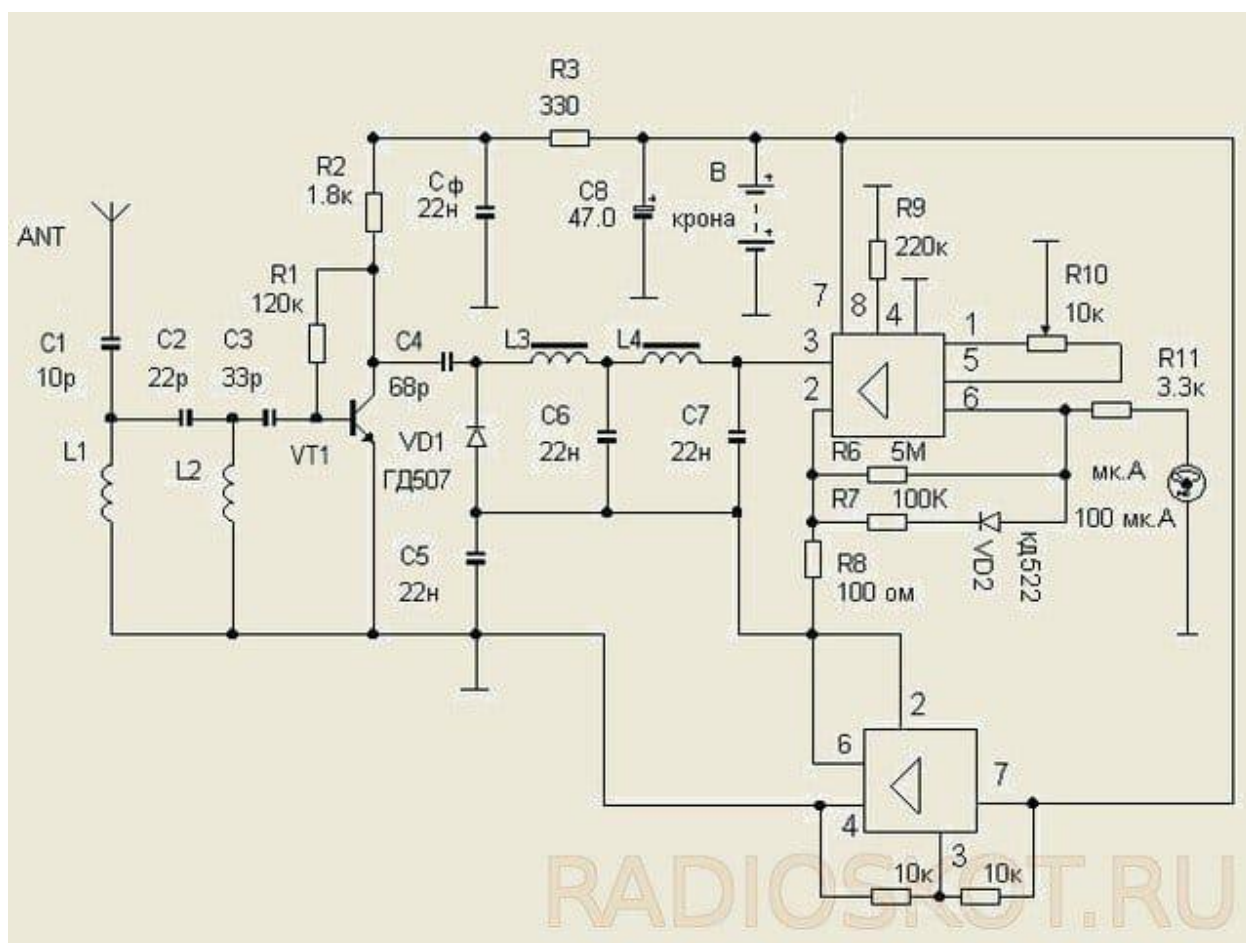 R3
330
R2
1.8к
Cф
22н
C8
47.0
B
крона
R9
220к
ANT
R1
120к
R10
10к
7
8
4
C1
10р
C2
22р
C3
33р
C4
68р
L3
L4
3
2
1
5
6
R11
3.3к
L1
L2
VT1
VD1
ГД507
C6
22н
C7
22н
R6
5М
R7
100К
мк.А
100 мк.А
C5
22н
R8
100 ом
VD2
кд522
2
6
7
4
3
10к
10к
RADIOSKOT.RU